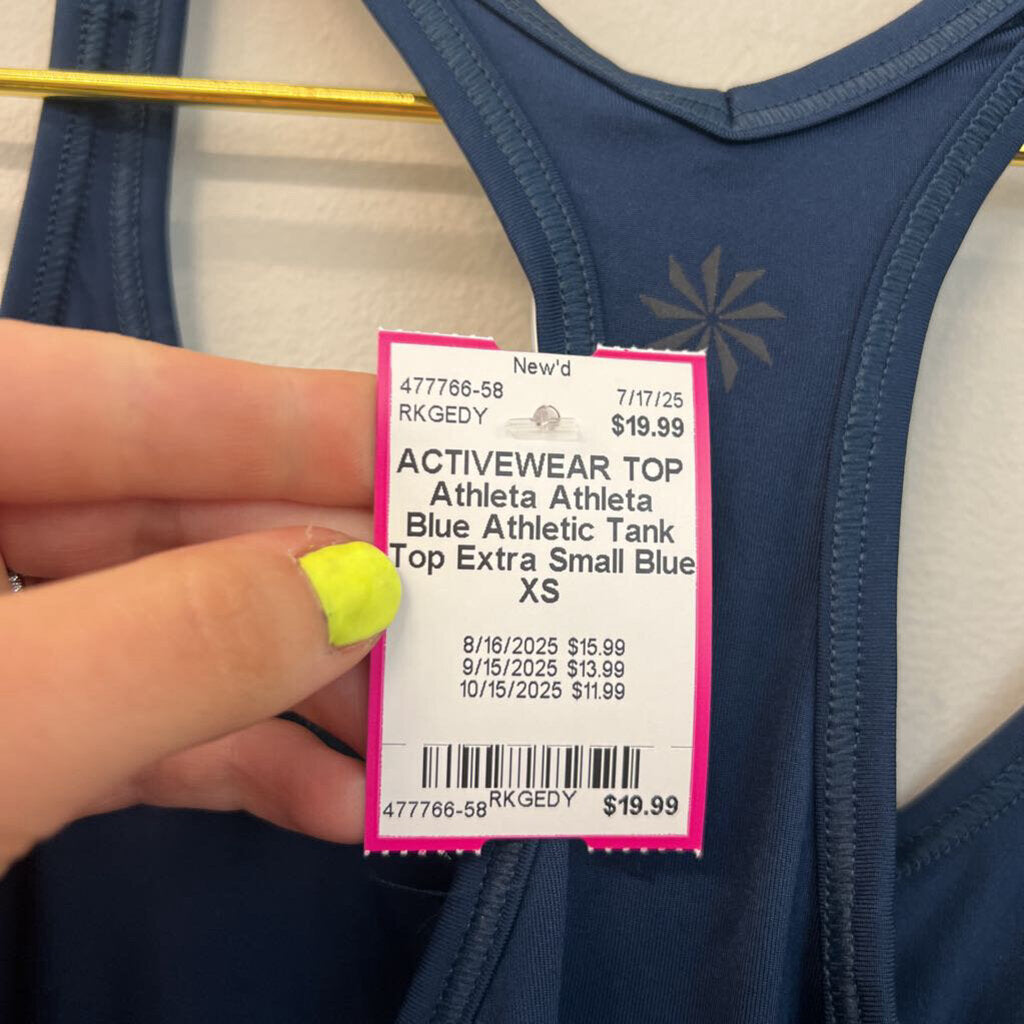 New'd
477766-58 7/17/25
RKGEDY $19.99
ACTIVEWEAR TOP
Athleta Athleta
Blue Athletic Tank
Top Extra Small Blue
XS
8/16/2025 $15.99
9/15/2025 $13.99
10/15/2025 $11.99
477766-58 RKGEDY $19.99